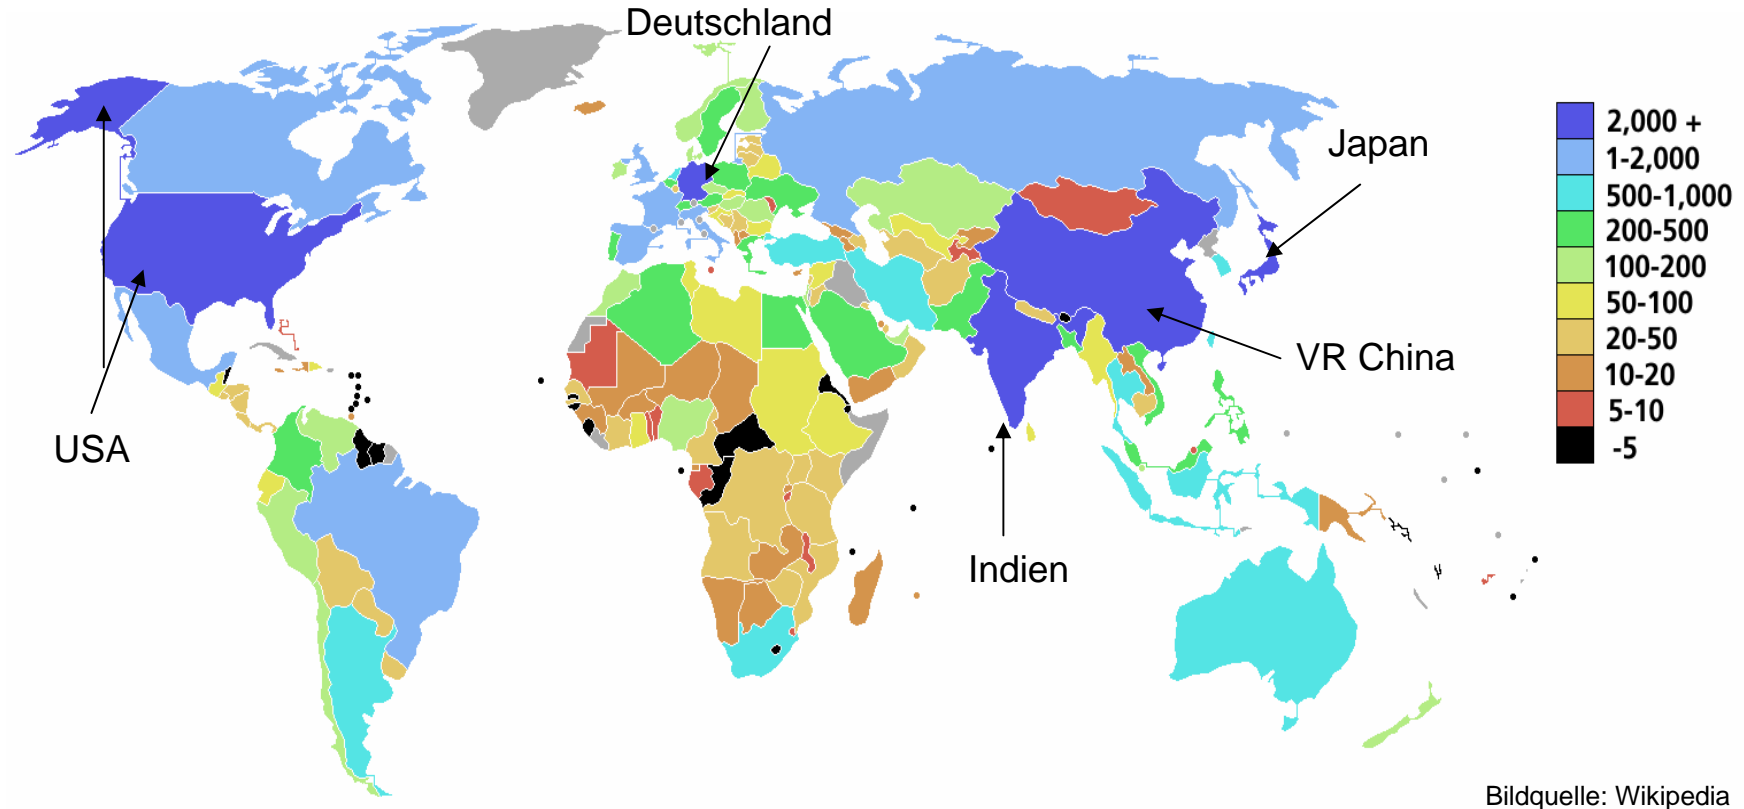 Deutschland
Japan
VR China
USA
Indien
2,000 +
1-2,000
500-1,000
200-500
100-200
50-100
20-50
10-20
5-10
-5
Bildquelle: Wikipedia